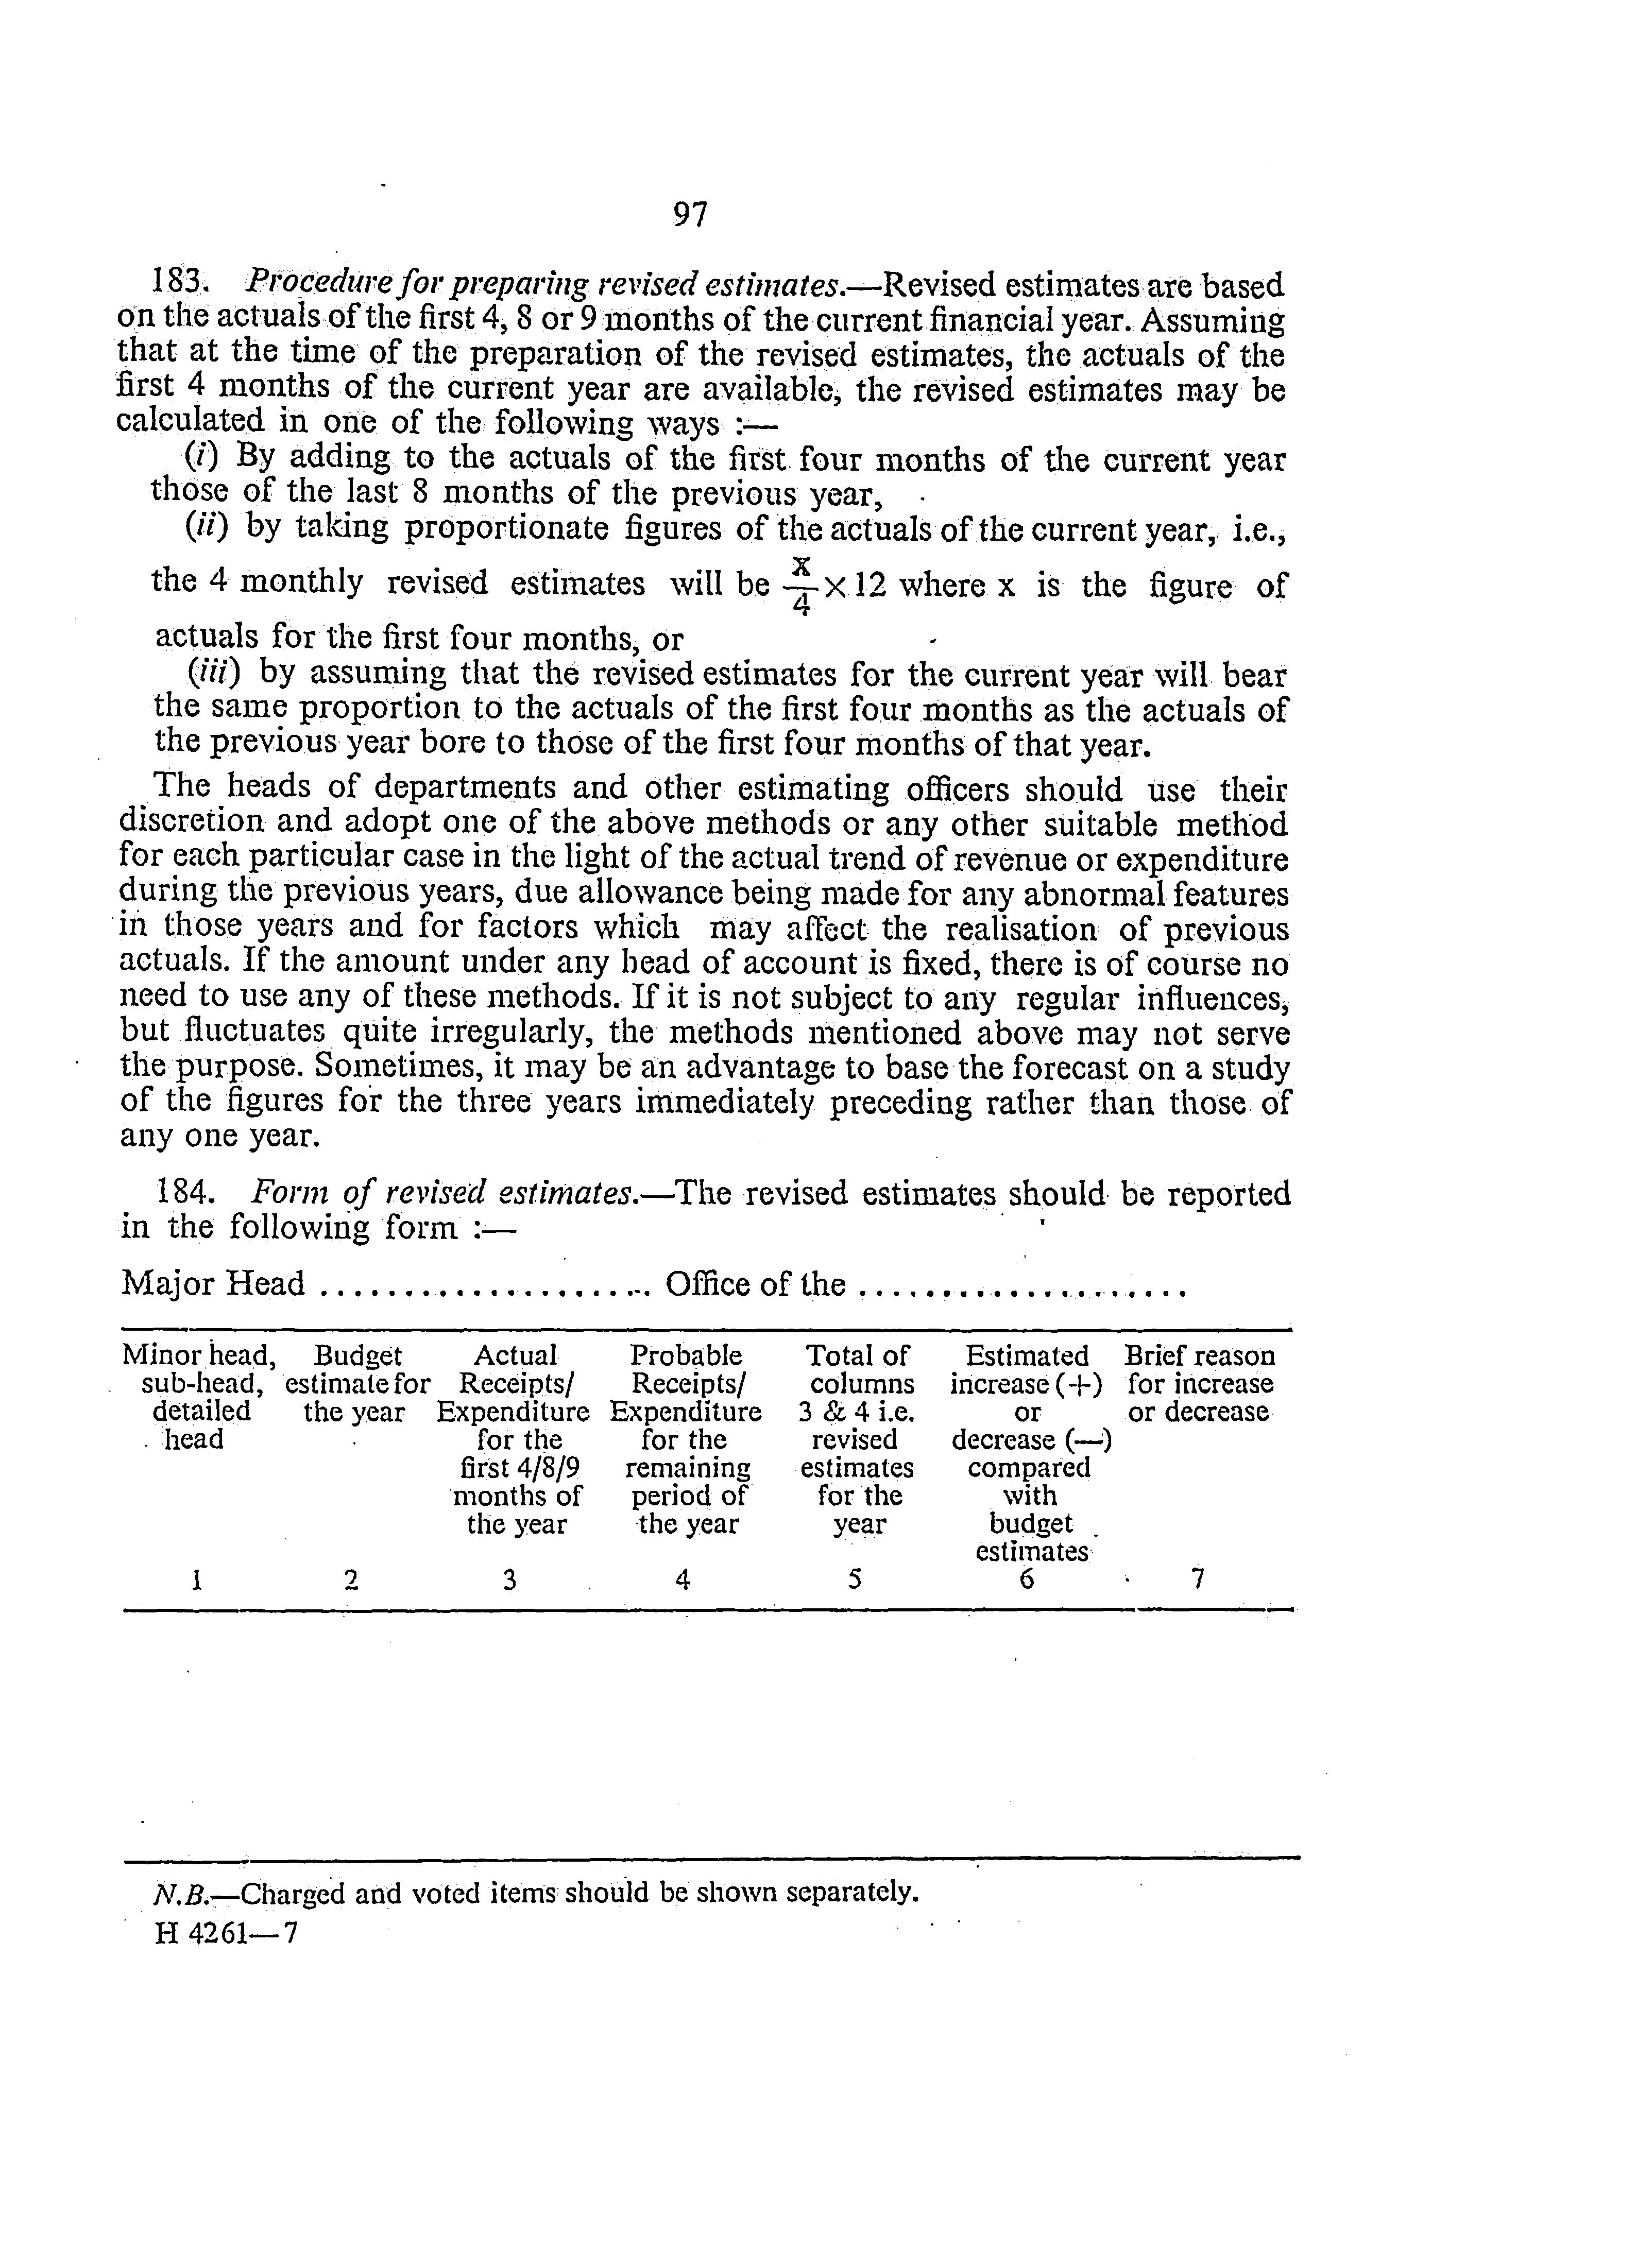 97
183. Procedure for preparing revised estimates.—Revised estimates are based
on the actuals of the first 4, 8 or 9 months of the current financial year. Assuming
that at the time of the preparation of the revised estimates, the actuals of the
first 4 months of the current year are available, the revised estimates may be
calculated in one of the following ways :—
(i) By adding to the actuals of the first four months of the current year
those of the last 8 months of the previous year,
(ii) by taking proportionate figures of the actuals of the current year, i.e.,
the 4 monthly revised estimates will be x/4 × 12 where x is the figure of
actuals for the first four months, or
(iii) by assuming that the revised estimates for the current year will bear
the same proportion to the actuals of the first four months as the actuals of
the previous year bore to those of the first four months of that year.
The heads of departments and other estimating officers should use their
discretion and adopt one of the above methods or any other suitable method
for each particular case in the light of the actual trend of revenue or expenditure
during the previous years, due allowance being made for any abnormal features
in those years and for factors which may affect the realisation of previous
actuals. If the amount under any head of account is fixed, there is of course no
need to use any of these methods. If it is not subject to any regular influences,
but fluctuates quite irregularly, the methods mentioned above may not serve
the purpose. Sometimes, it may be an advantage to base the forecast on a study
of the figures for the three years immediately preceding rather than those of
any one year.
184. Form of revised estimates.—The revised estimates should be reported
in the following form :—
Major Head ..................... Office of the .....................
Minor head, Budget Actual Probable Total of Estimated Brief reason
sub-head, estimate for Receipts/ Receipts/ columns increase (+) for increase
detailed the year Expenditure Expenditure 3 & 4 i.e. or or decrease
head for the for the revised decrease (—)
first 4/8/9 remaining estimates compared
months of period of for the with
the year the year year budget
estimates
1 2 3 4 5 6 7
N.B.—Charged and voted items should be shown separately.
H 4261—7